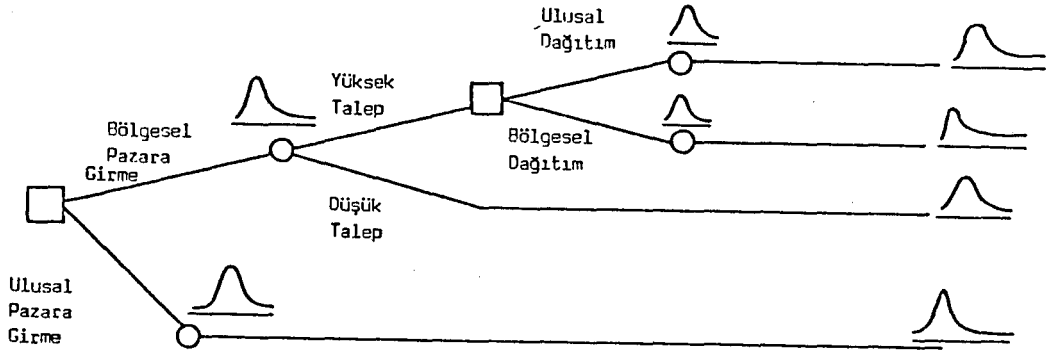 Ulusal
Dağıtım
Yüksek
Talep
Bölgesel
Pazara
Girme
Bölgesel
Dağıtım
Düşük
Talep
Ulusal
Pazara
Girme